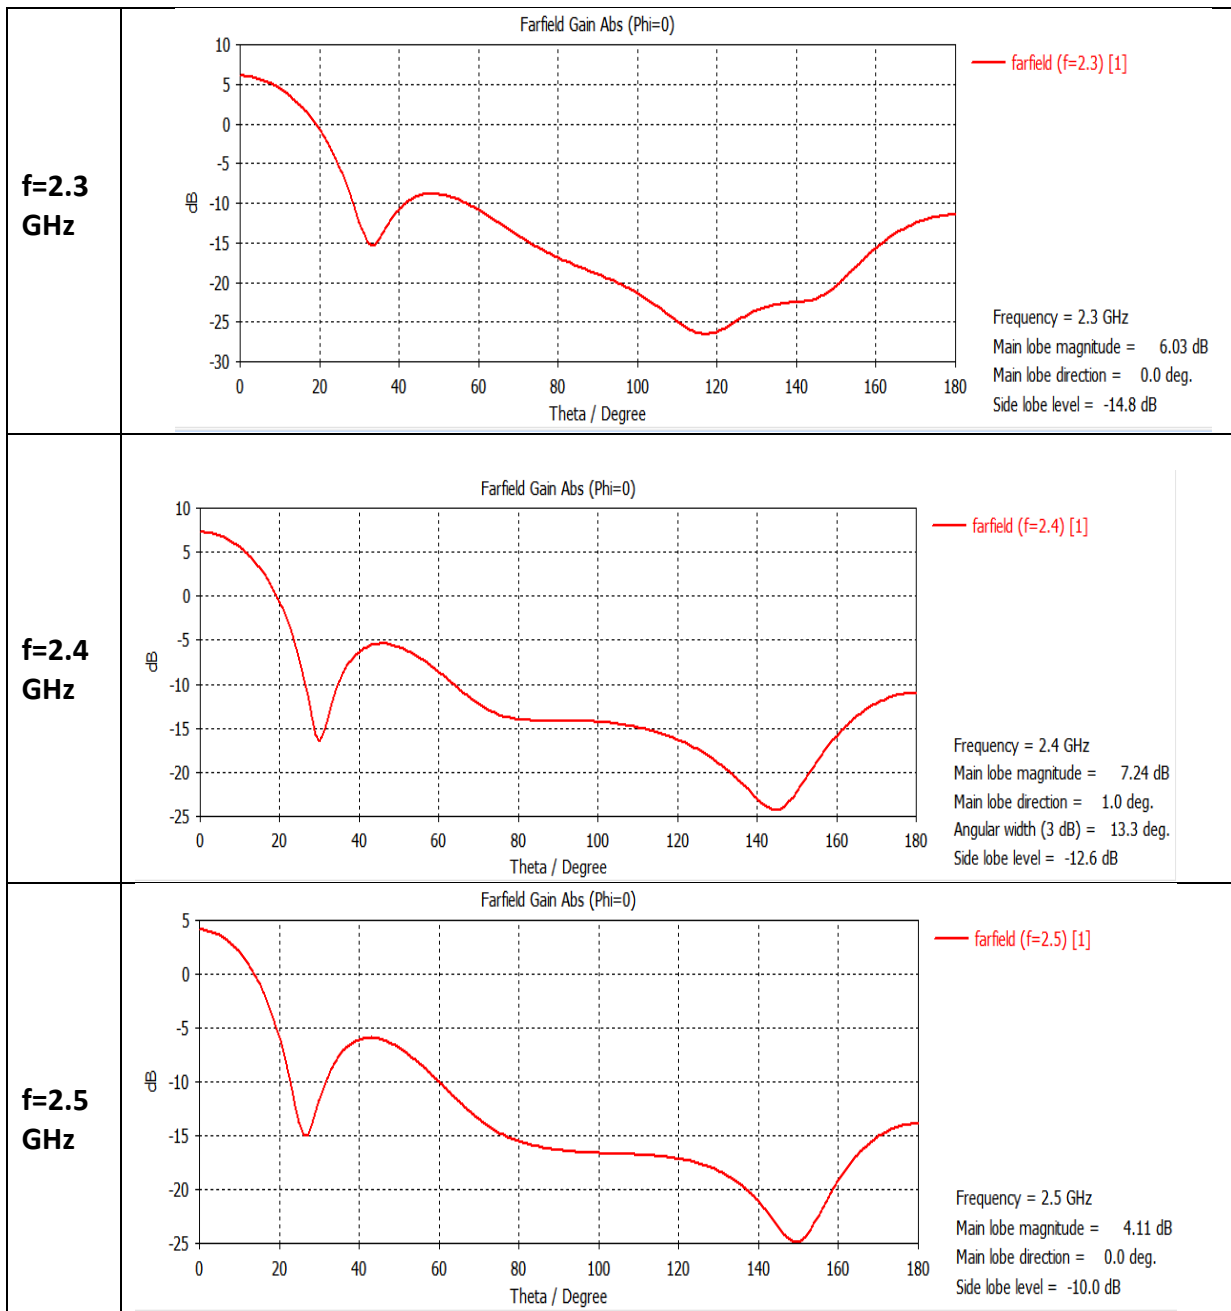 f=2.3
GHz
Farfield Gain Abs (Phi=0)
10
5
0
-5
-10
-15
-20
-25
-30
dB
0 20 40 60 80 100 120 140 160 180
Theta / Degree
farfield (f=2.3) [1]
Frequency = 2.3 GHz
Main lobe magnitude = 6.03 dB
Main lobe direction = 0.0 deg.
Side lobe level = -14.8 dB
f=2.4
GHz
Farfield Gain Abs (Phi=0)
10
5
0
-5
-10
-15
-20
-25
dB
0 20 40 60 80 100 120 140 160 180
Theta / Degree
farfield (f=2.4) [1]
Frequency = 2.4 GHz
Main lobe magnitude = 7.24 dB
Main lobe direction = 1.0 deg.
Angular width (3 dB) = 13.3 deg.
Side lobe level = -12.6 dB
f=2.5
GHz
Farfield Gain Abs (Phi=0)
5
0
-5
-10
-15
-20
-25
dB
0 20 40 60 80 100 120 140 160 180
Theta / Degree
farfield (f=2.5) [1]
Frequency = 2.5 GHz
Main lobe magnitude = 4.11 dB
Main lobe direction = 0.0 deg.
Side lobe level = -10.0 dB